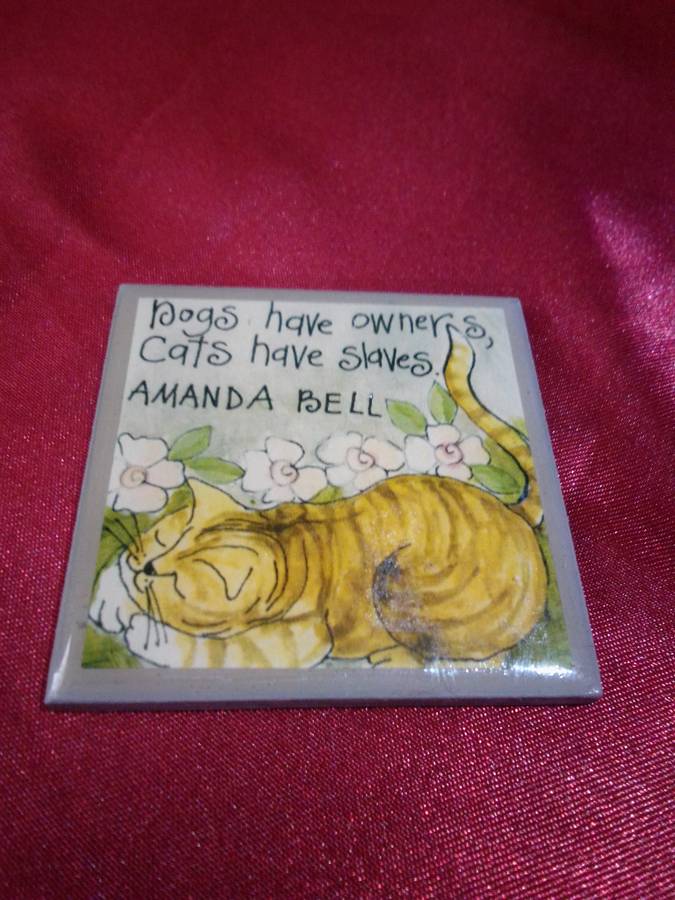 Dogs have owners,
Cats have slaves.
AMANDA BELL